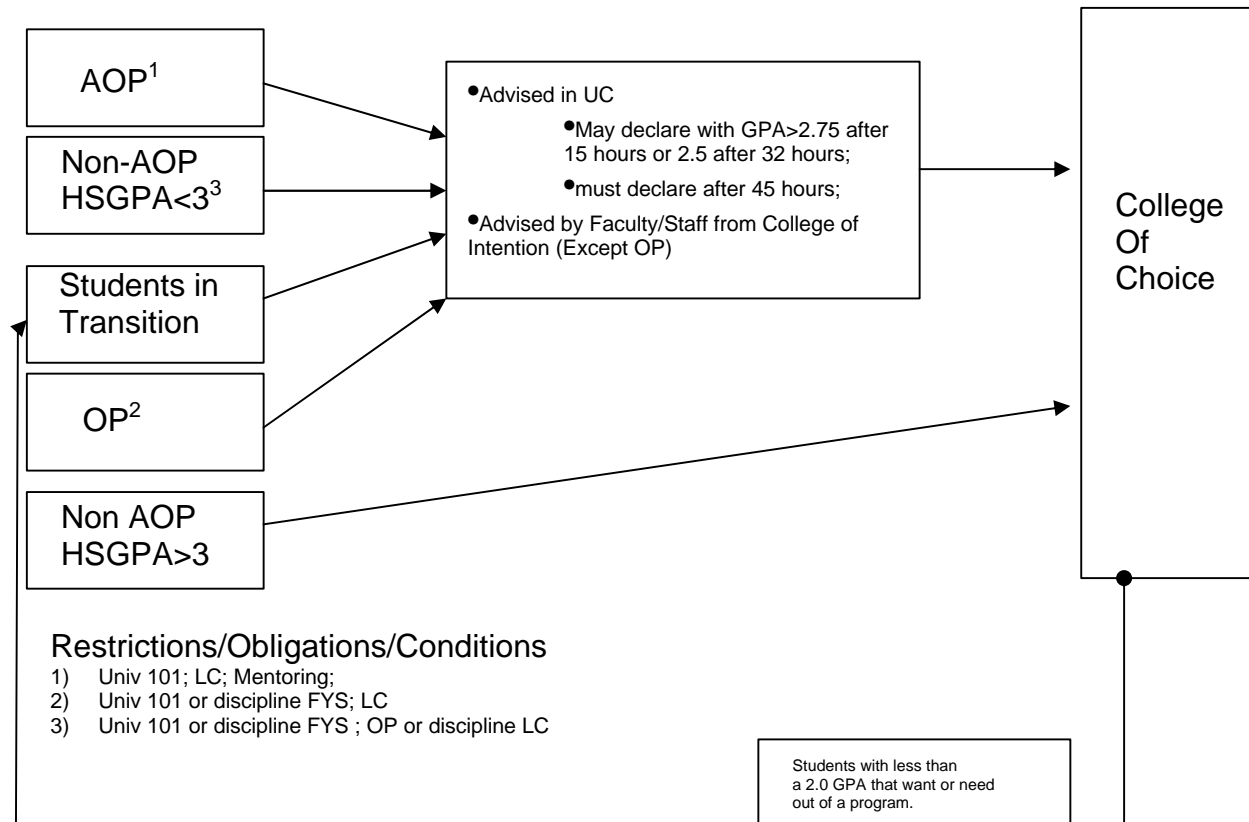 AOP1
Non-AOP
HSGPA<3³
Students in
Transition
OP²
Non AOP
HSGPA>3
•Advised in UC
•May declare with GPA>2.75 after
15 hours or 2.5 after 32 hours;
•must declare after 45 hours;
•Advised by Faculty/Staff from College of
Intention (Except OP)
College
Of
Choice
Restrictions/Obligations/Conditions
1) Univ 101; LC; Mentoring;
2) Univ 101 or discipline FYS; LC
3) Univ 101 or discipline FYS ; OP or discipline LC
Students with less than
a 2.0 GPA that want or need
out of a program.